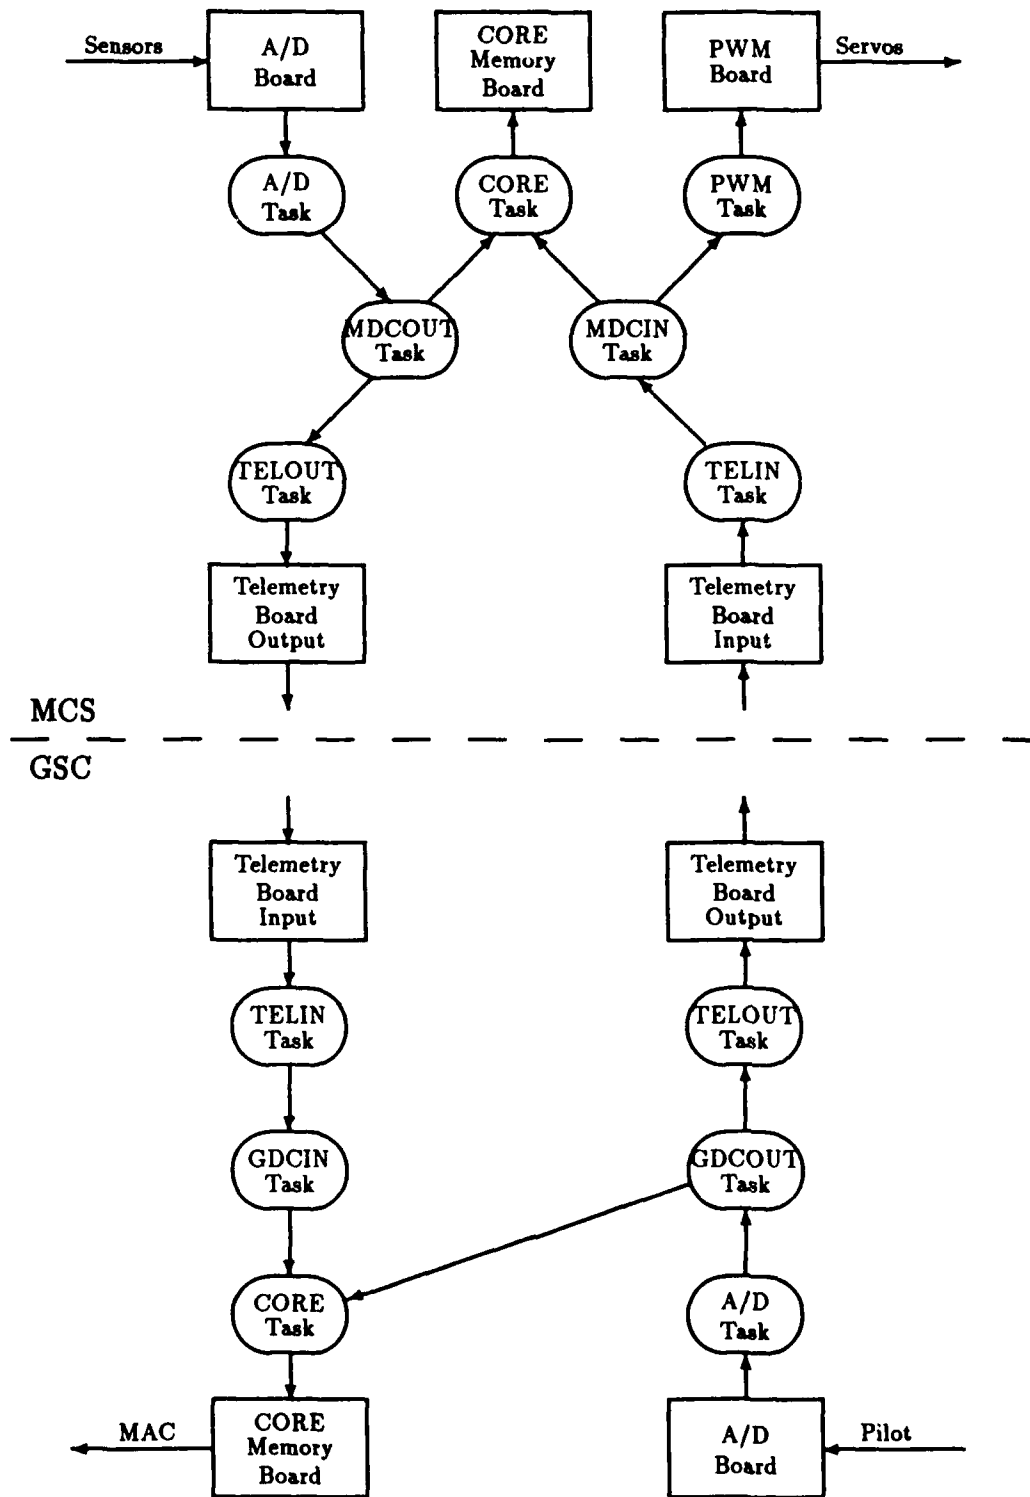 Sensors
A/D
Board
CORE
Memory
Board
PWM
Board
Servos
A/D
Task
CORE
Task
PWM
Task
MDCOUT
Task
MDCIN
Task
TELOUT
Task
TELIN
Task
Telemetry
Board
Output
Telemetry
Board
Input
MCS
GSC
Telemetry
Board
Input
Telemetry
Board
Output
TELIN
Task
TELOUT
Task
GDCIN
Task
GDCOUT
Task
CORE
Task
A/D
Task
MAC
CORE
Memory
Board
A/D
Board
Pilot